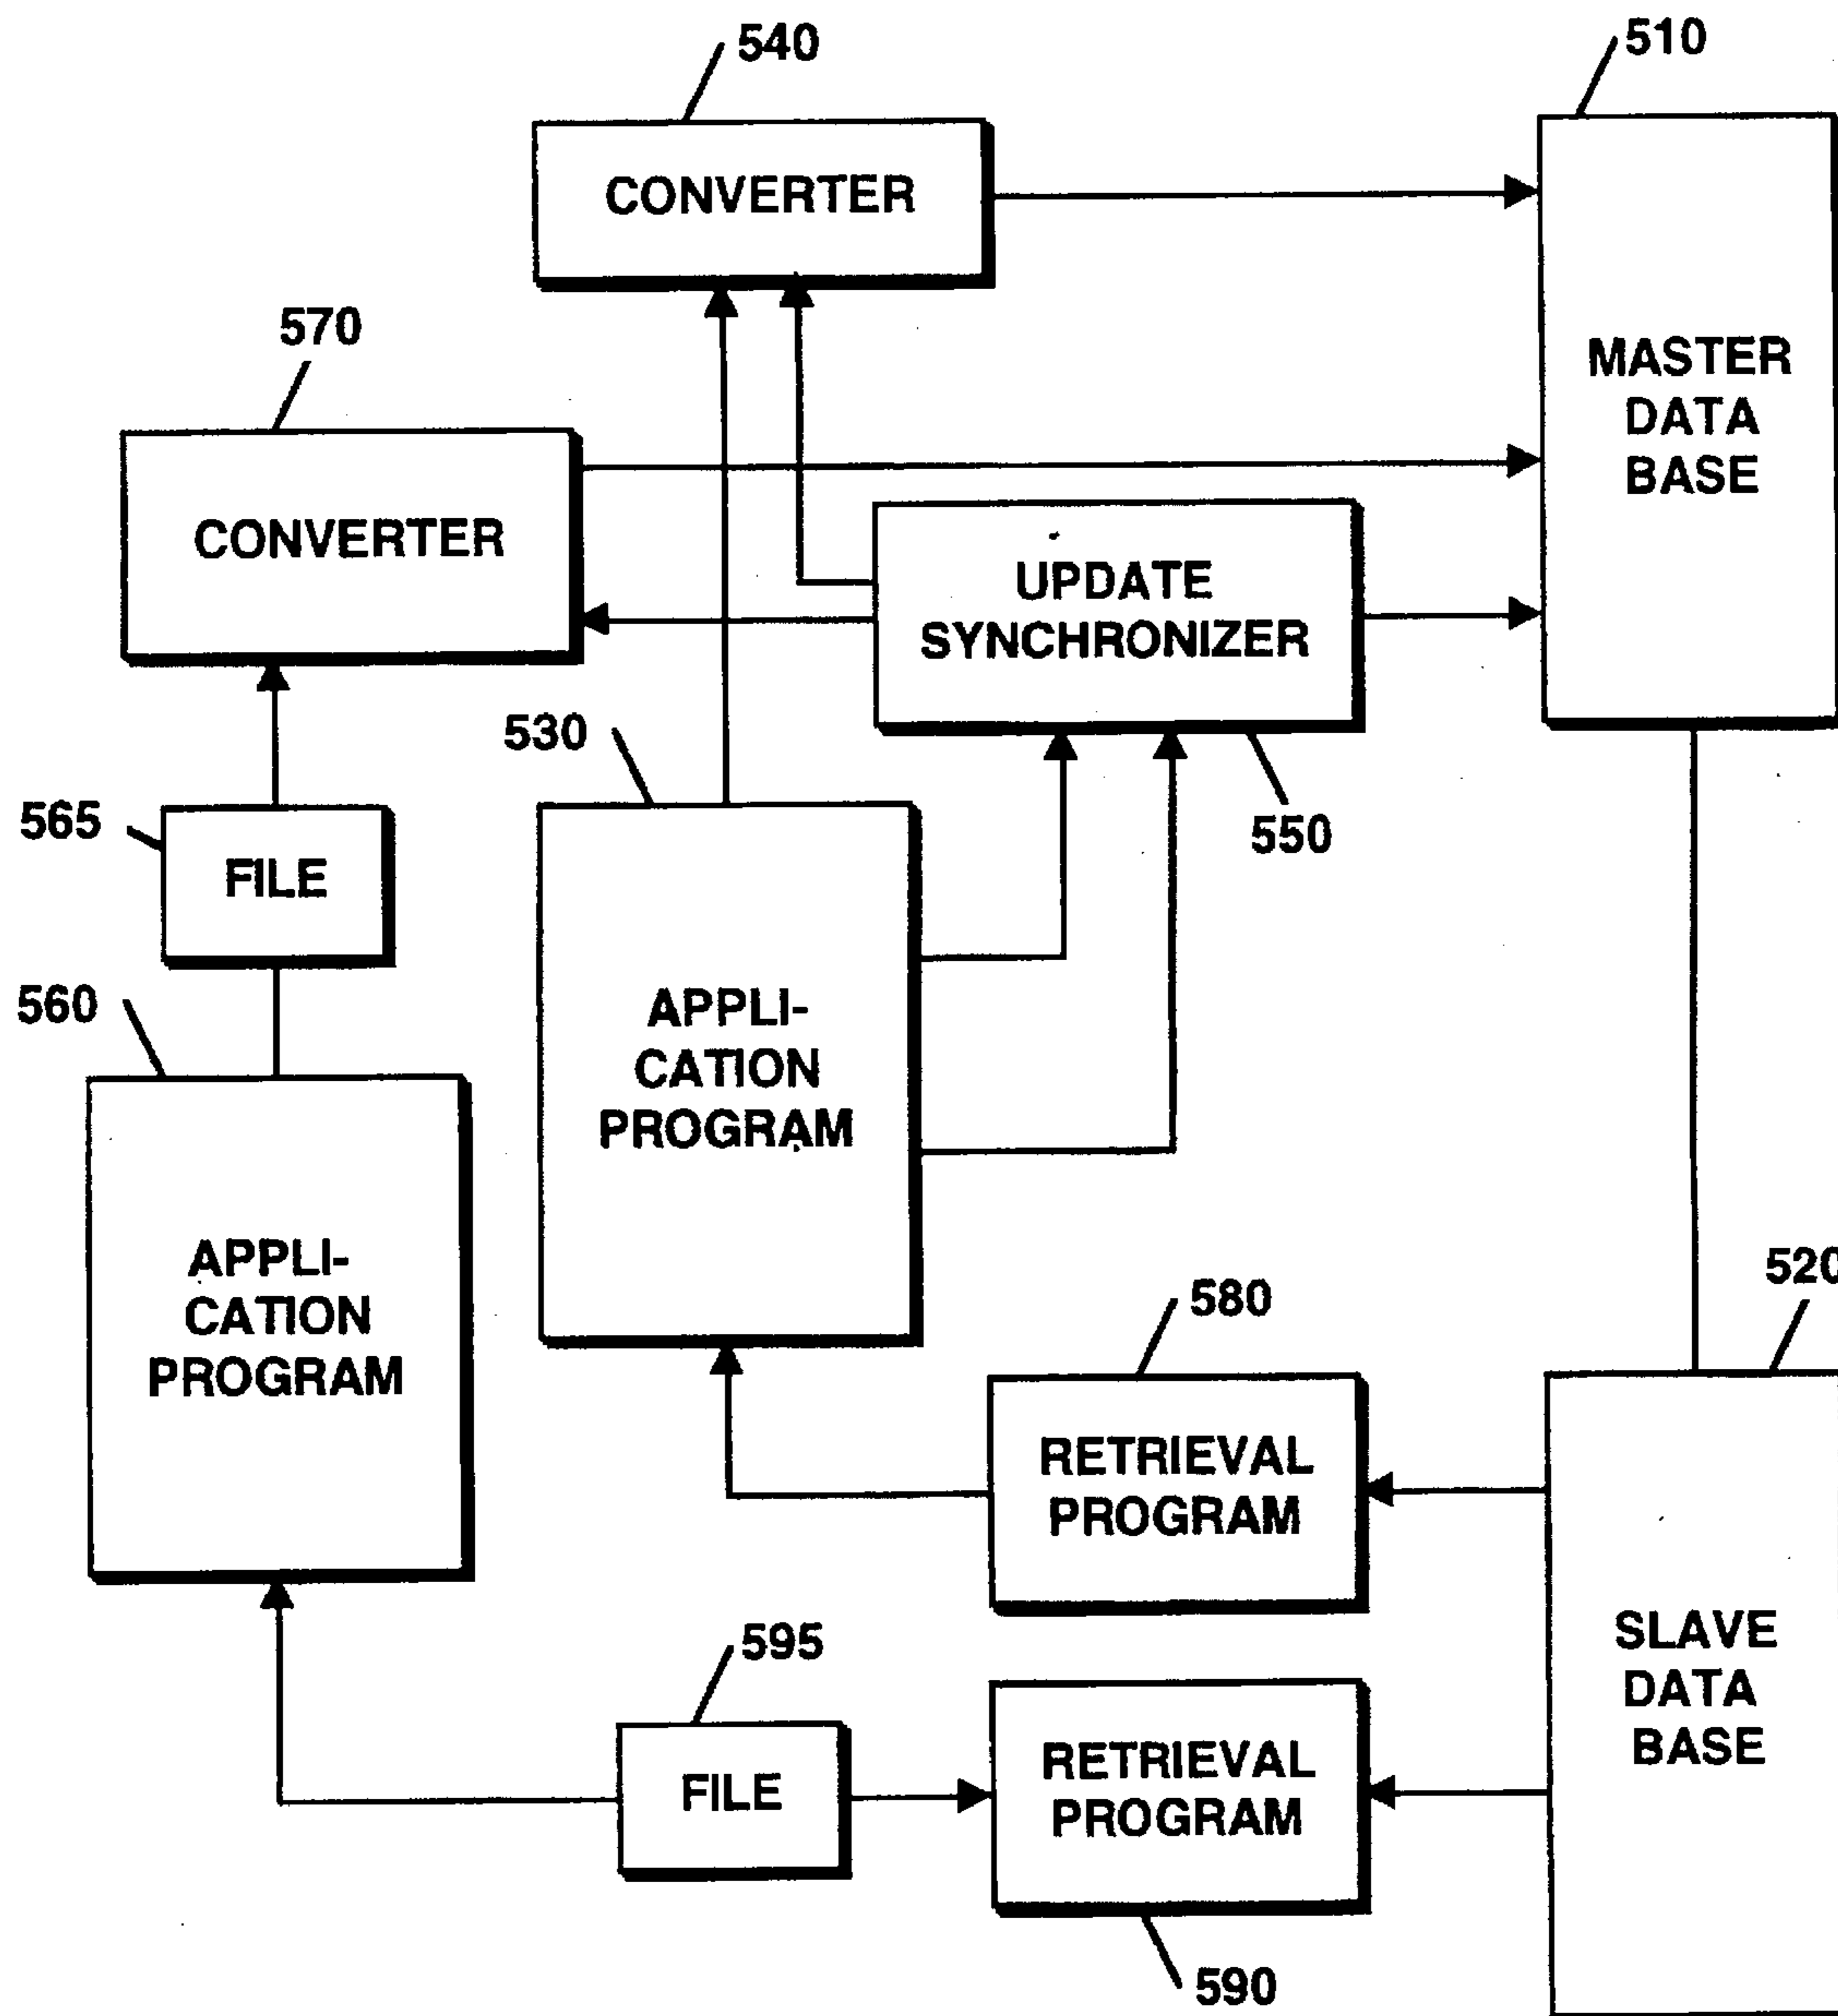 540
510
CONVERTER
570
MASTER
DATA
BASE
CONVERTER
UPDATE
SYNCHRONIZER
530
565
550
FILE
560
APPLI-
CATION
PROGRAM
APPLI-
CATION
PROGRAM
520
580
RETRIEVAL
PROGRAM
SLAVE
DATA
BASE
595
RETRIEVAL
PROGRAM
FILE
590